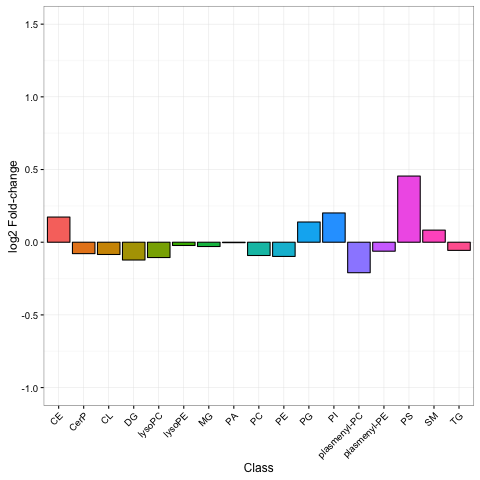 log2 Fold-change
1.5
1.0
0.5
0.0
-0.5
-1.0
CE
CerP
CL
DG
lysoPC
lysoPE
MG
PA
PC
PE
PG
PI
plasmenyl-PC
plasmenyl-PE
PS
SM
TG
Class